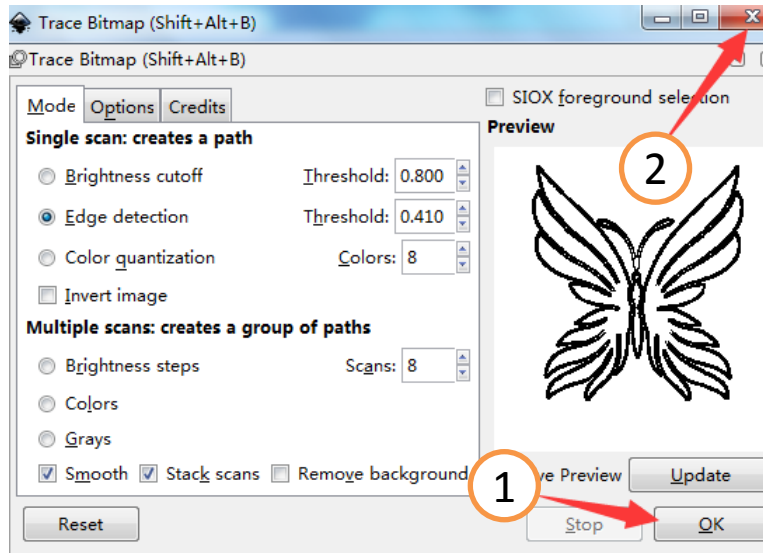 Trace Bitmap (Shift+Alt+B)
Trace Bitmap (Shift+Alt+B)
Mode Options Credits
SIOX foreground selection
Single scan: creates a path
Preview
Brightness cutoff Threshold: 0.800
2
Edge detection Threshold: 0.410
Color quantization Colors: 8
Invert image
Multiple scans: creates a group of paths
Brightness steps Scans: 8
Colors
Grays
Smooth Stack scans Remove background
1
Preview Update
Reset Stop OK